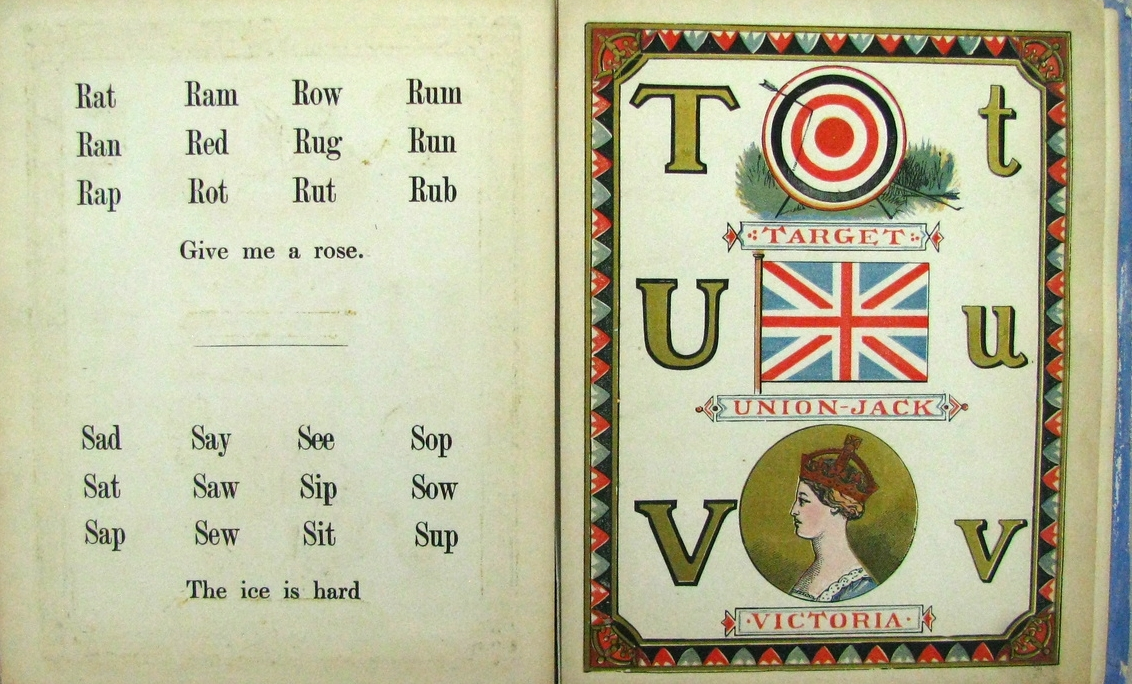 Rat Ram Row Rum
Ran Red Rug Run
Rap Rot Rut Rub
Give me a rose.
Sad Say See Sop
Sat Saw Sip Sow
Sap Sew Sit Sup
The ice is hard
T t
TARGET
U u
UNION-JACK
V v
VICTORIA